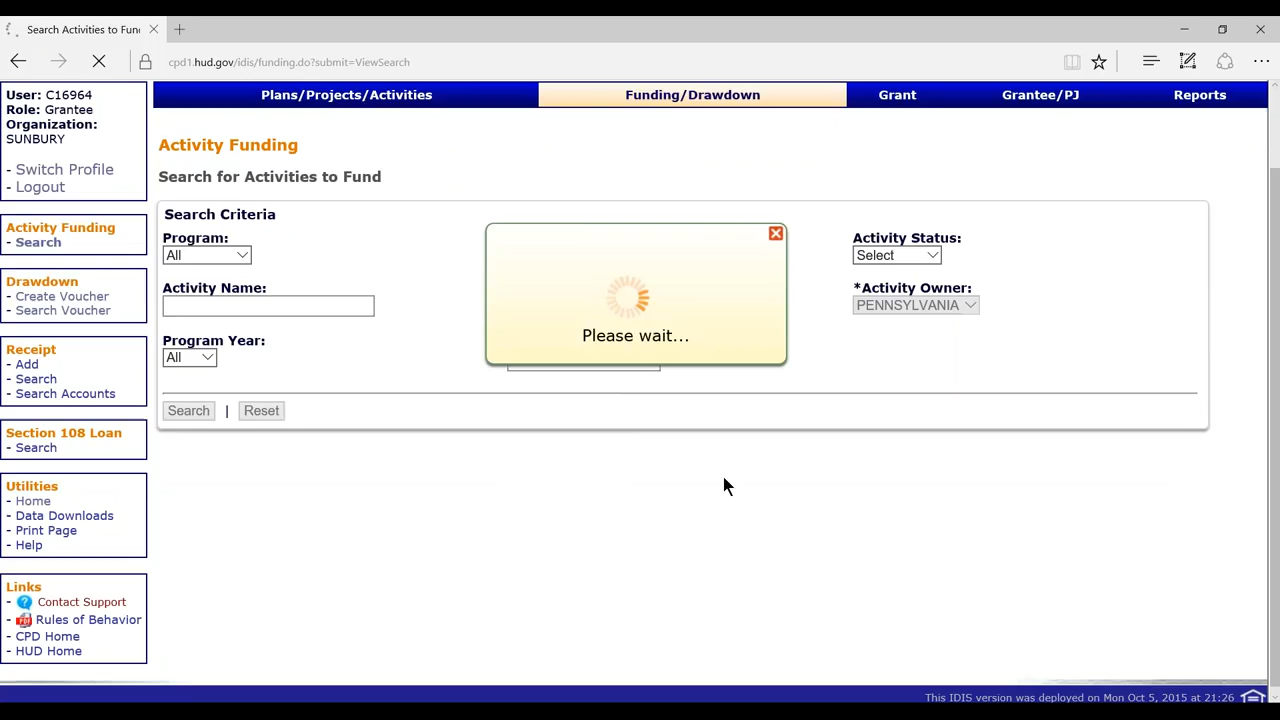 Search Activities to Fun
cpd1.hud.gov/idis/funding.do?submit=ViewSearch
User: C16964
Role: Grantee
Organization:
SUNBURY
- Switch Profile
- Logout
Activity Funding
- Search
Drawdown
- Create Voucher
- Search Voucher
Receipt
- Add
- Search
- Search Accounts
Section 108 Loan
- Search
Utilities
- Home
- Data Downloads
- Print Page
- Help
Links
- Contact Support
- Rules of Behavior
- CPD Home
- HUD Home
Plans/Projects/Activities Funding/Drawdown Grant Grantee/PJ Reports
Activity Funding
Search for Activities to Fund
Search Criteria
Program: Activity Status:
All Select
Activity Name: *Activity Owner:
PENNSYLVANIA
Program Year:
All
Search | Reset
Please wait...
This IDIS version was deployed on Mon Oct 5, 2015 at 21:26